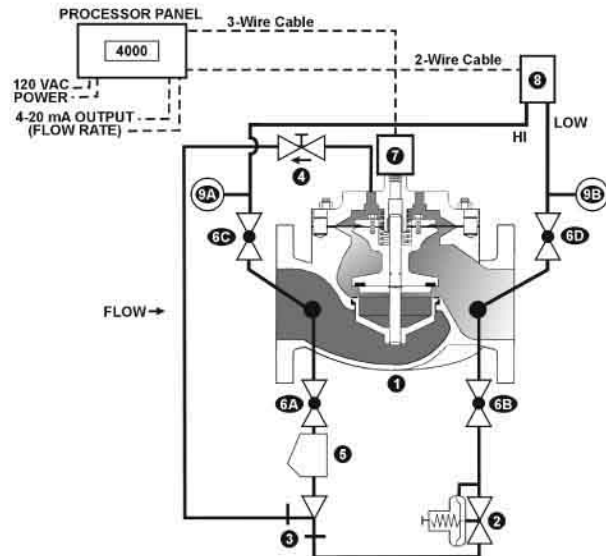 PROCESSOR PANEL
4000
3-Wire Cable
2-Wire Cable
120 VAC
POWER
4-20 mA OUTPUT
(FLOW RATE)
8
HI
LOW
7
4
9A
9B
6C
6D
FLOW
1
6A
6B
5
2
3